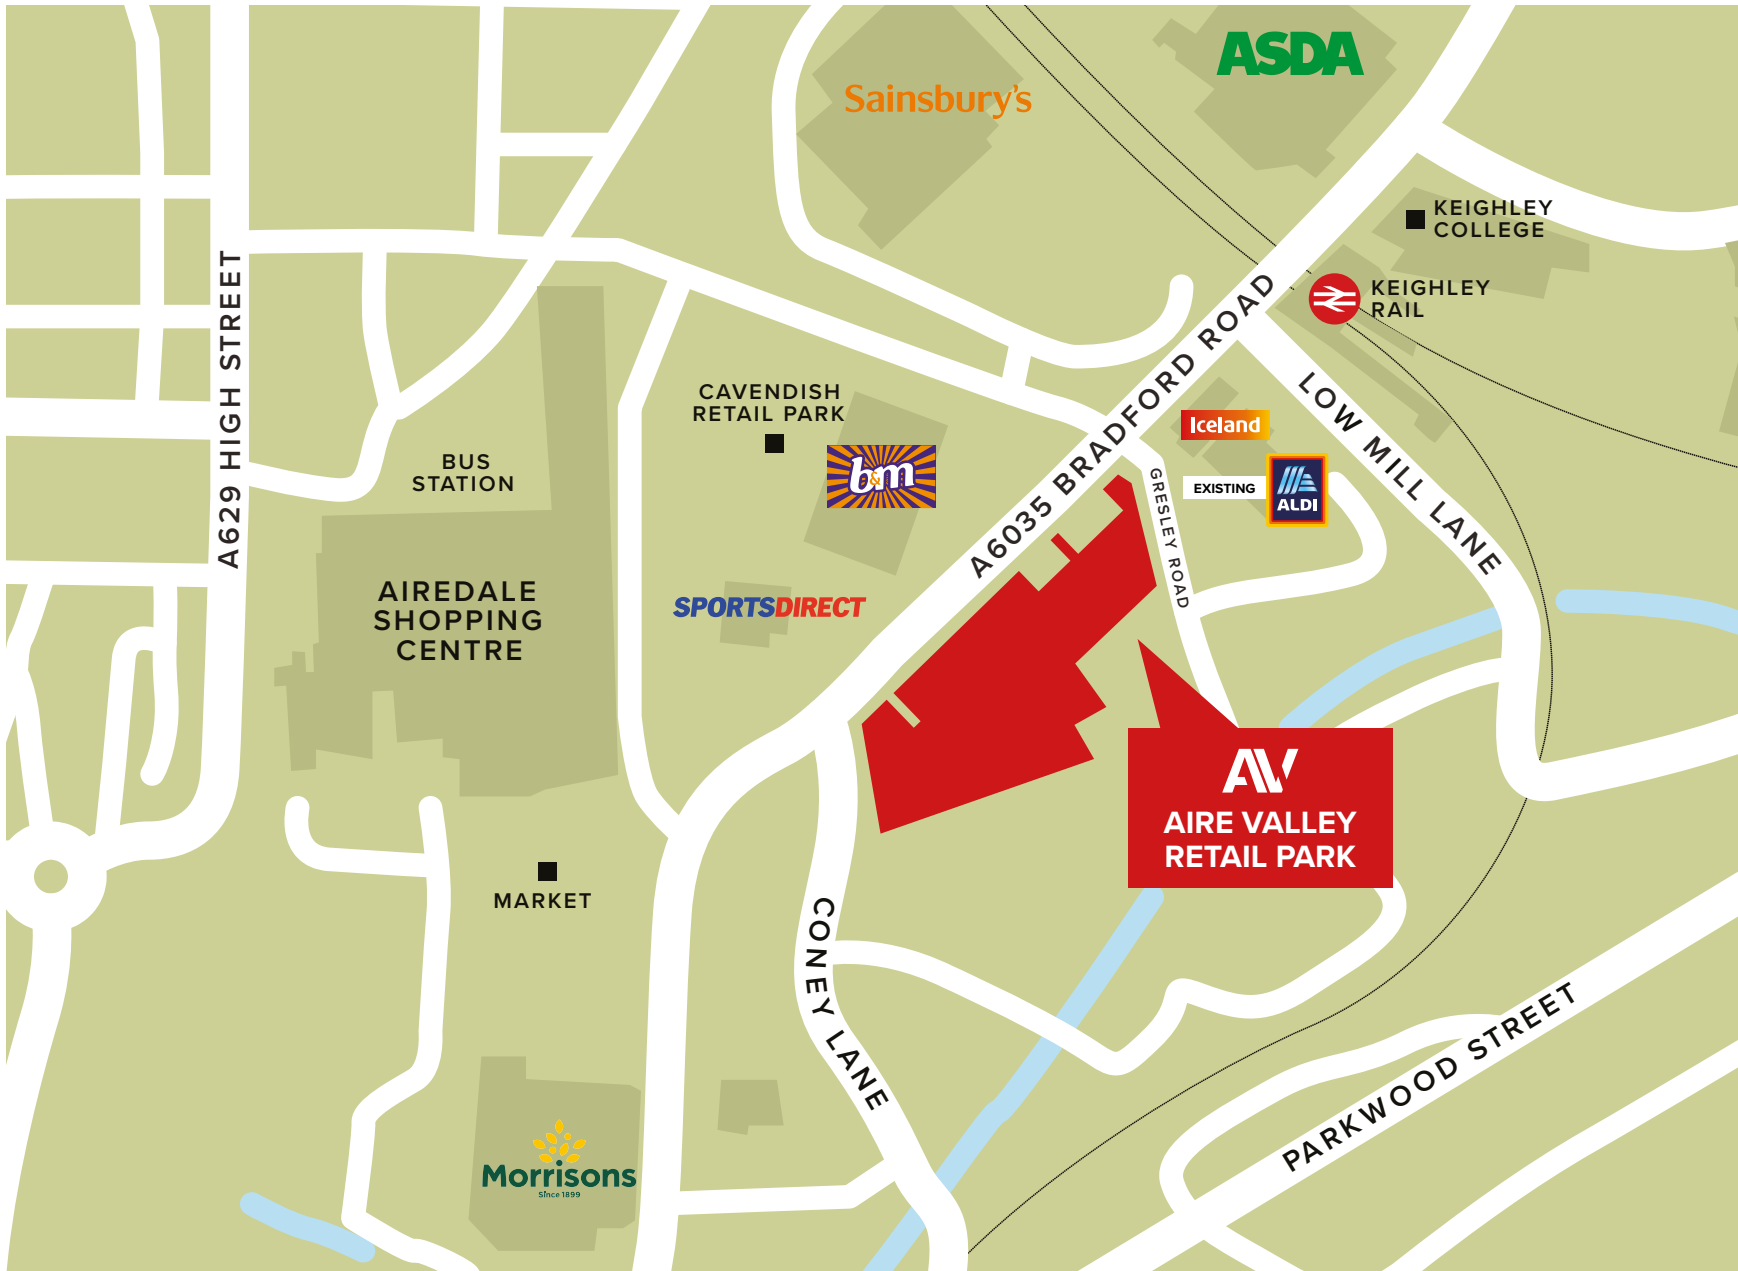 ASDA
Sainsbury's
KEIGHLEY
COLLEGE
KEIGHLEY
RAIL
A629 HIGH STREET
CAVENDISH
RETAIL PARK
b&m
A6035 BRADFORD ROAD
Iceland
EXISTING
ALDI
LOW MILL LANE
GRESLEY ROAD
BUS
STATION
AIREDALE
SHOPPING
CENTRE
SPORTSDIRECT
AV
AIRE VALLEY
RETAIL PARK
MARKET
CONEY LANE
PARKWOOD STREET
Morrisons
Since 1899